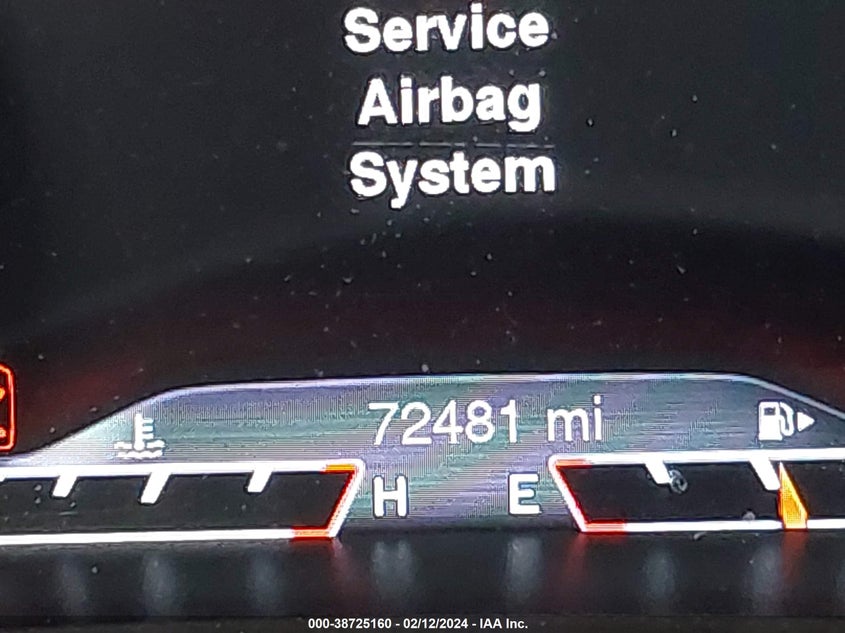 Service
Airbag
System
72481 mi
H E
000-38725160 - 02/12/2024 - IAA Inc.